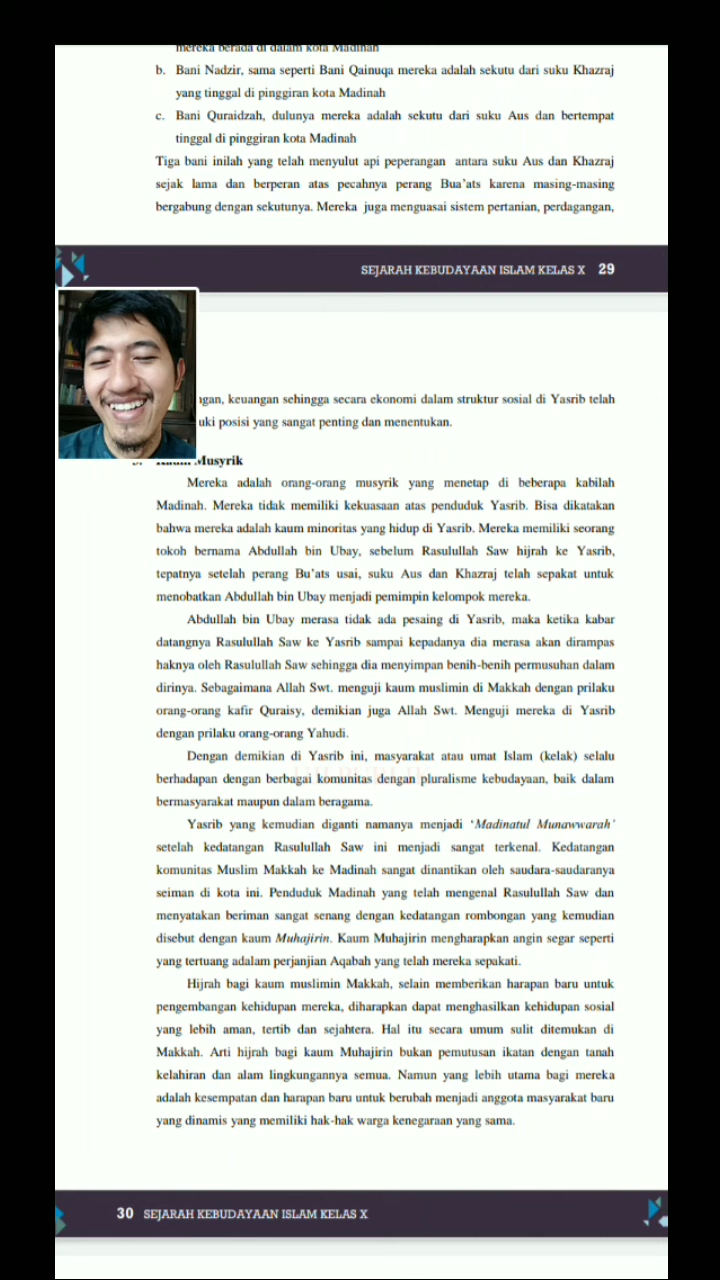 mereka berada di dalam kota Madinah
b. Bani Nadzir, sama seperti Bani Qainuqa mereka adalah sekutu dari suku Khazraj
yang tinggal di pinggiran kota Madinah
c. Bani Quraidzah, dulunya mereka adalah sekutu dari suku Aus dan bertempat
tinggal di pinggiran kota Madinah
Tiga bani inilah yang telah menyulut api peperangan antara suku Aus dan Khazraj
sejak lama dan berperan atas pecahnya perang Bua'ats karena masing-masing
bergabung dengan sekutunya. Mereka juga menguasai sistem pertanian, perdagangan,
SEJARAH KEBUDAYAAN ISLAM KELAS X 29
ngan, keuangan sehingga secara ekonomi dalam struktur sosial di Yasrib telah
uki posisi yang sangat penting dan menentukan.
Kaum Musyrik
Mereka adalah orang-orang musyrik yang menetap di beberapa kabilah
Madinah. Mereka tidak memiliki kekuasaan atas penduduk Yasrib. Bisa dikatakan
bahwa mereka adalah kaum minoritas yang hidup di Yasrib. Mereka memiliki seorang
tokoh bernama Abdullah bin Ubay, sebelum Rasulullah Saw hijrah ke Yasrib,
tepatnya setelah perang Bu'ats usai, suku Aus dan Khazraj telah sepakat untuk
menobatkan Abdullah bin Ubay menjadi pemimpin kelompok mereka.
Abdullah bin Ubay merasa tidak ada pesaing di Yasrib, maka ketika kabar
datangnya Rasulullah Saw ke Yasrib sampai kepadanya dia merasa akan dirampas
haknya oleh Rasulullah Saw sehingga dia menyimpan benih-benih permusuhan dalam
dirinya. Sebagaimana Allah Swt. menguji kaum muslimin di Makkah dengan prilaku
orang-orang kafir Quraisy, demikian juga Allah Swt. Menguji mereka di Yasrib
dengan prilaku orang-orang Yahudi.
Dengan demikian di Yasrib ini, masyarakat atau umat Islam (kelak) selalu
berhadapan dengan berbagai komunitas dengan pluralisme kebudayaan, baik dalam
bermasyarakat maupun dalam beragama.
Yasrib yang kemudian diganti namanya menjadi 'Madinatul Munawwarah'
setelah kedatangan Rasulullah Saw ini menjadi sangat terkenal. Kedatangan
komunitas Muslim Makkah ke Madinah sangat dinantikan oleh saudara-saudaranya
seiman di kota ini. Penduduk Madinah yang telah mengenal Rasulullah Saw dan
menyatakan beriman sangat senang dengan kedatangan rombongan yang kemudian
disebut dengan kaum Muhajirin. Kaum Muhajirin mengharapkan angin segar seperti
yang tertuang adalam perjanjian Aqabah yang telah mereka sepakati.
Hijrah bagi kaum muslimin Makkah, selain memberikan harapan baru untuk
pengembangan kehidupan mereka, diharapkan dapat menghasilkan kehidupan sosial
yang lebih aman, tertib dan sejahtera. Hal itu secara umum sulit ditemukan di
Makkah. Arti hijrah bagi kaum Muhajirin bukan pemutusan ikatan dengan tanah
kelahiran dan alam lingkungannya semua. Namun yang lebih utama bagi mereka
adalah kesempatan dan harapan baru untuk berubah menjadi anggota masyarakat baru
yang dinamis yang memiliki hak-hak warga kenegaraan yang sama.
30 SEJARAH KEBUDAYAAN ISLAM KELAS X